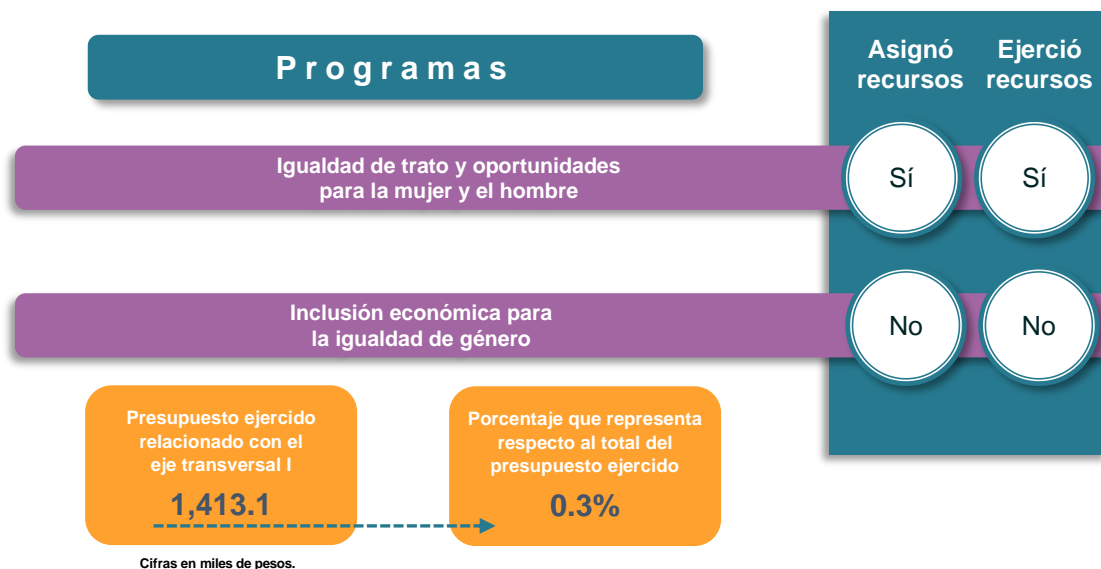 Programas
Asignó
recursos
Ejerció
recursos
Igualdad de trato y oportunidades
para la mujer y el hombre
Sí
Sí
Inclusión económica para
la igualdad de género
No
No
Presupuesto ejercido
relacionado con el
eje transversal I
1,413.1
Porcentaje que representa
respecto al total del
presupuesto ejercido
0.3%
Cifras en miles de pesos.